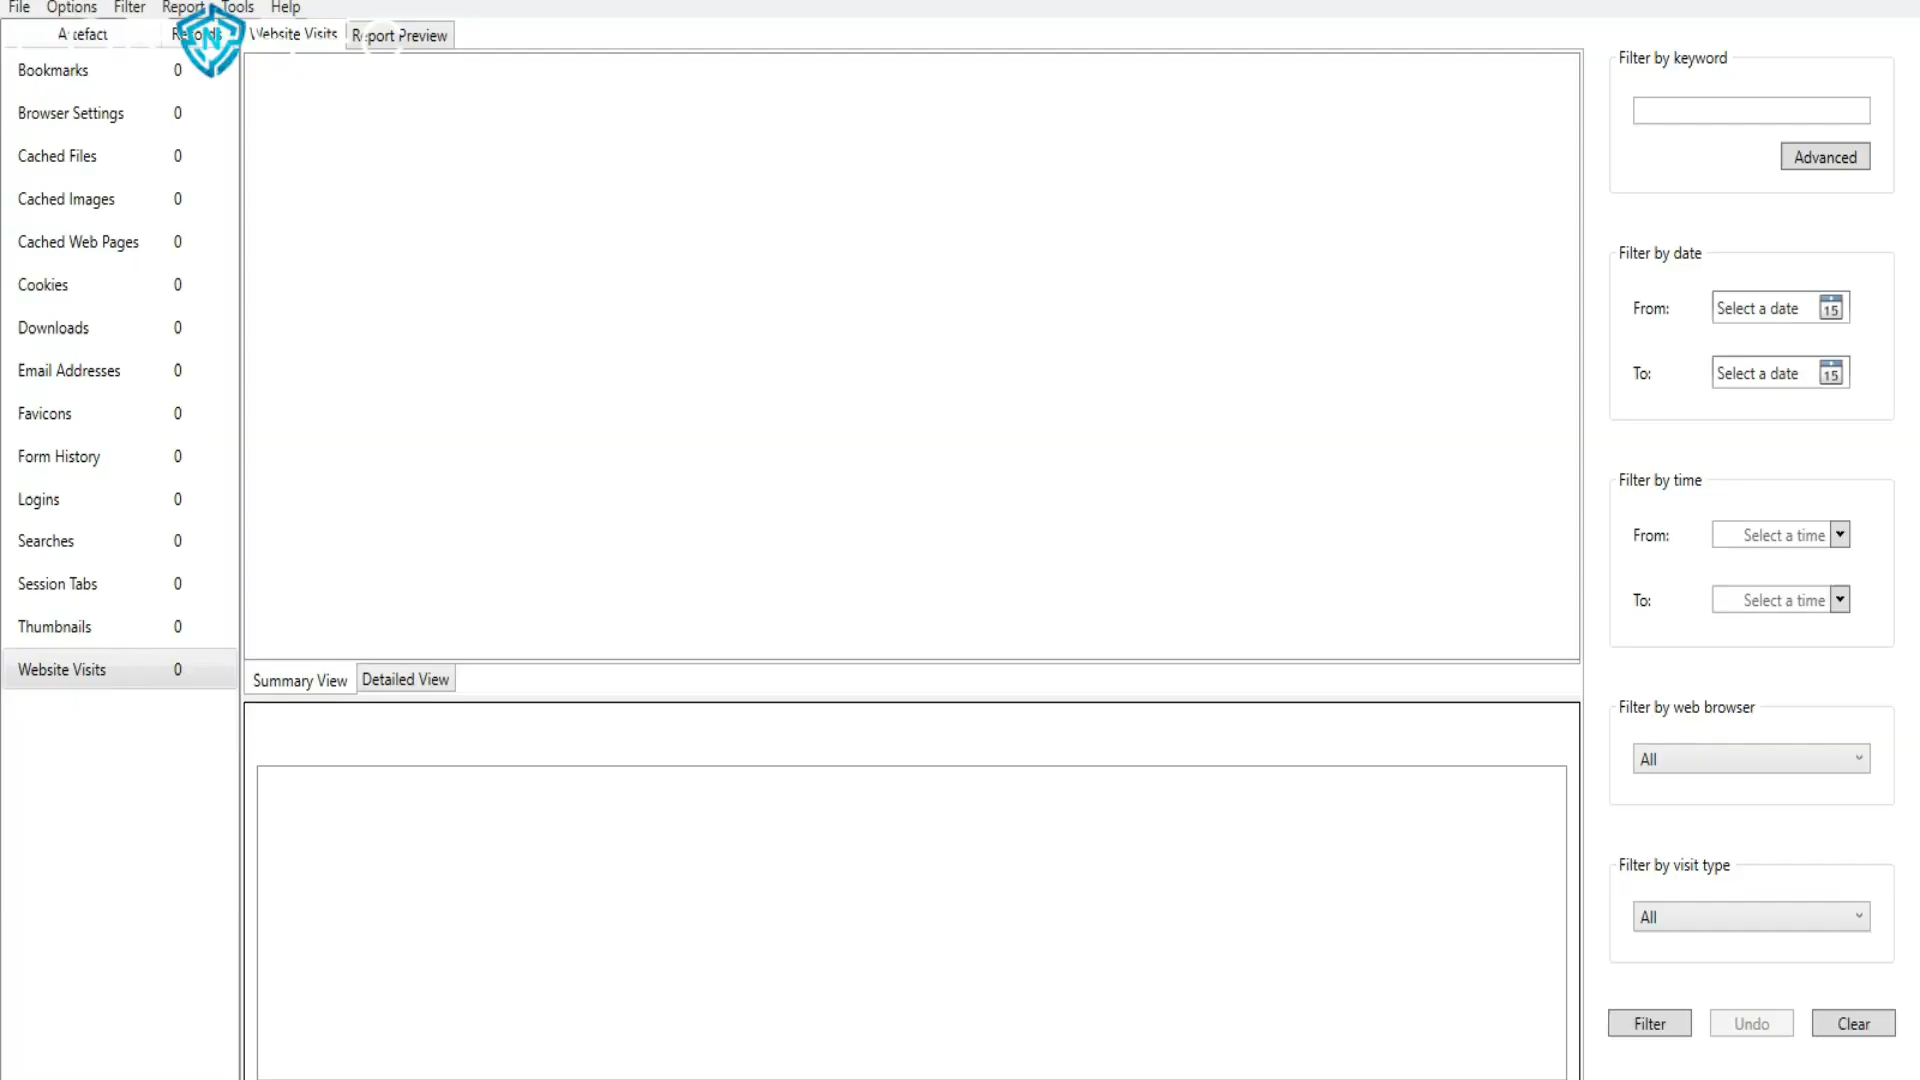 File Options Filter Report Tools Help
Artefact Records Website Visits Report Preview
Bookmarks 0
Browser Settings 0
Cached Files 0
Cached Images 0
Cached Web Pages 0
Cookies 0
Downloads 0
Email Addresses 0
Favicons 0
Form History 0
Logins 0
Searches 0
Session Tabs 0
Thumbnails 0
Website Visits 0
Summary View Detailed View
Filter by keyword
Advanced
Filter by date
From: Select a date 15
To: Select a date 15
Filter by time
From: Select a time
To: Select a time
Filter by web browser
All
Filter by visit type
All
Filter Undo Clear